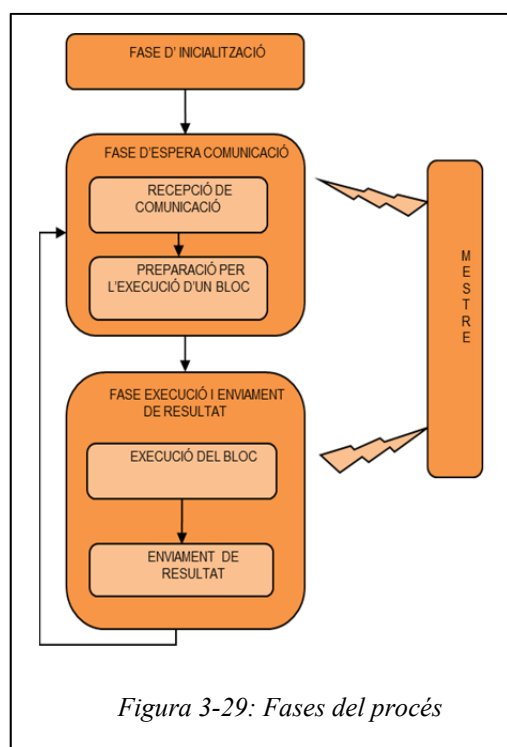 FASE D' INICIALITZACIÓ
FASE D'ESPERA COMUNICACIÓ
RECEPCIÓ DE
COMUNICACIÓ
PREPARACIÓ PER
L'EXECUCIÓ D'UN BLOC
MESTRE
FASE EXECUCIÓ I ENVIAMENT
DE RESULTAT
EXECUCIÓ DEL BLOC
ENVIAMENT DE
RESULTAT
Figura 3-29: Fases del procés